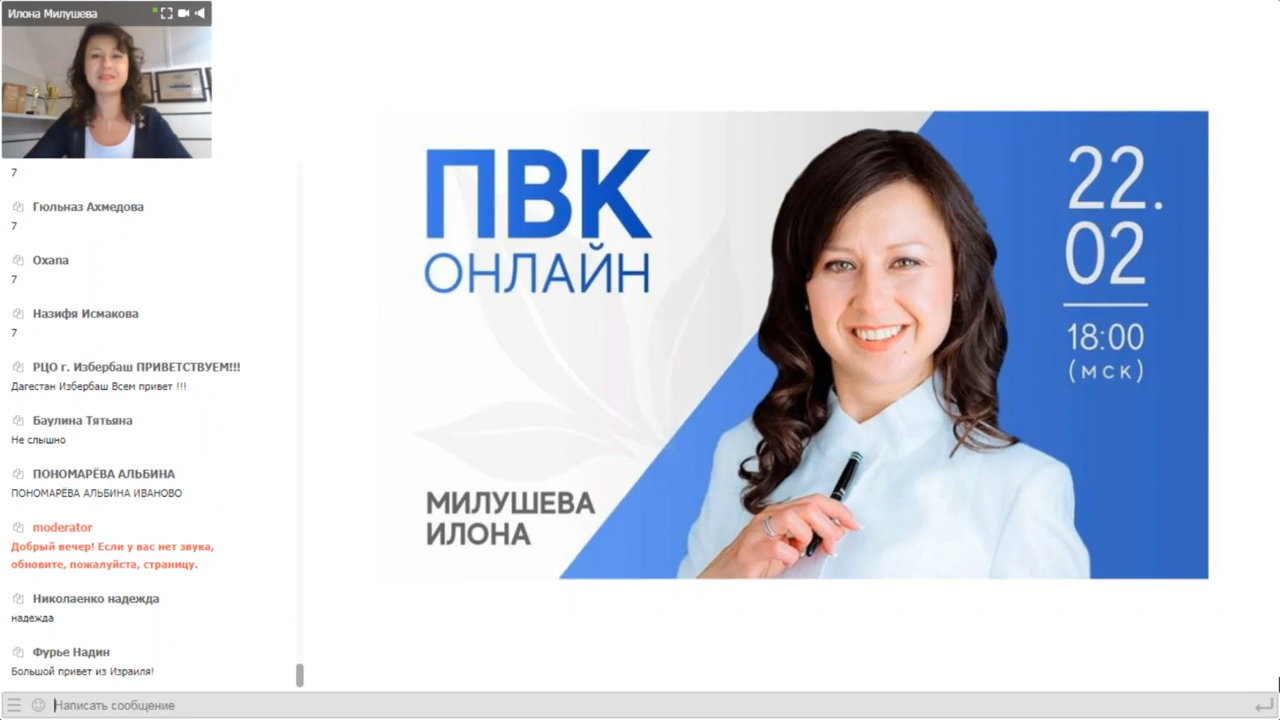 Илона Милушева
7
Гюльназ Ахмедова
7
Oxana
7
Назифя Исмакова
7
РЦО г. Избербаш ПРИВЕТСТВУЕМ!!!
Дагестан Избербаш Всем привет !!!
Баулина Тятьяна
Не слышно
ПОНОМАРЁВА АЛЬБИНА
ПОНОМАРЁВА АЛЬБИНА ИВАНОВО
moderator
Добрый вечер! Если у вас нет звука,
обновите, пожалуйста, страницу.
Николаенко надежда
надежда
Фурье Надин
Большой привет из Израиля!
Написать сообщение
ПВК
ОНЛАЙН
МИЛУШЕВА
ИЛОНА
22.
02
18:00
(мск)